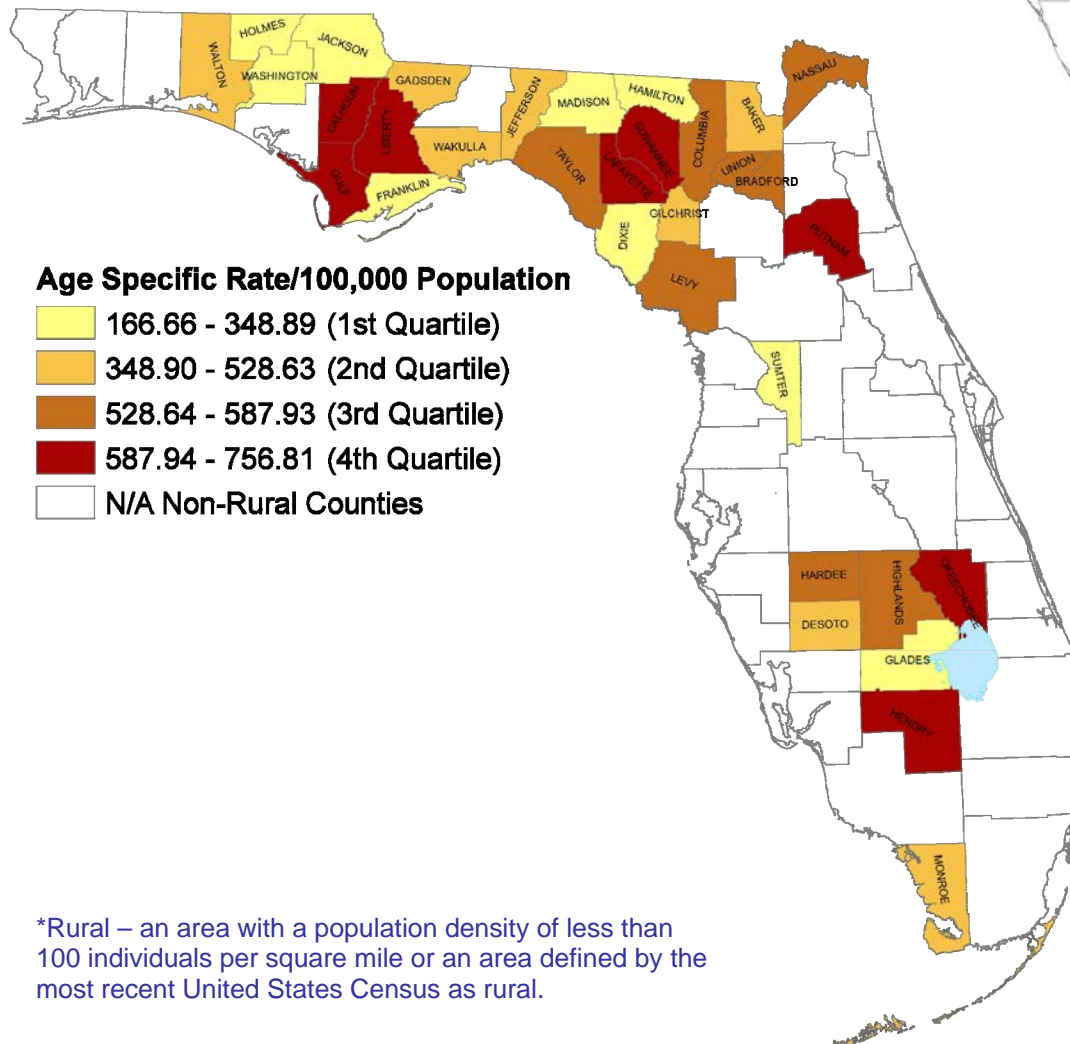 HOLMES
JACKSON
WALTON
WASHINGTON
GADSDEN
CALHOUN
LIBERTY
GULF
FRANKLIN
WAKULLA
JEFFERSON
MADISON
HAMILTON
TAYLOR
SUWANNEE
LAFAYETTE
COLUMBIA
BAKER
NASSAU
UNION
BRADFORD
GILCHRIST
DIXIE
LEVY
PUTNAM
SUMTER
Age Specific Rate/100,000 Population
166.66 - 348.89 (1st Quartile)
348.90 - 528.63 (2nd Quartile)
528.64 - 587.93 (3rd Quartile)
587.94 - 756.81 (4th Quartile)
N/A Non-Rural Counties
HARDEE
HIGHLANDS
OKEECHOBEE
DESOTO
GLADES
HENDRY
MONROE
*Rural – an area with a population density of less than
100 individuals per square mile or an area defined by the
most recent United States Census as rural.